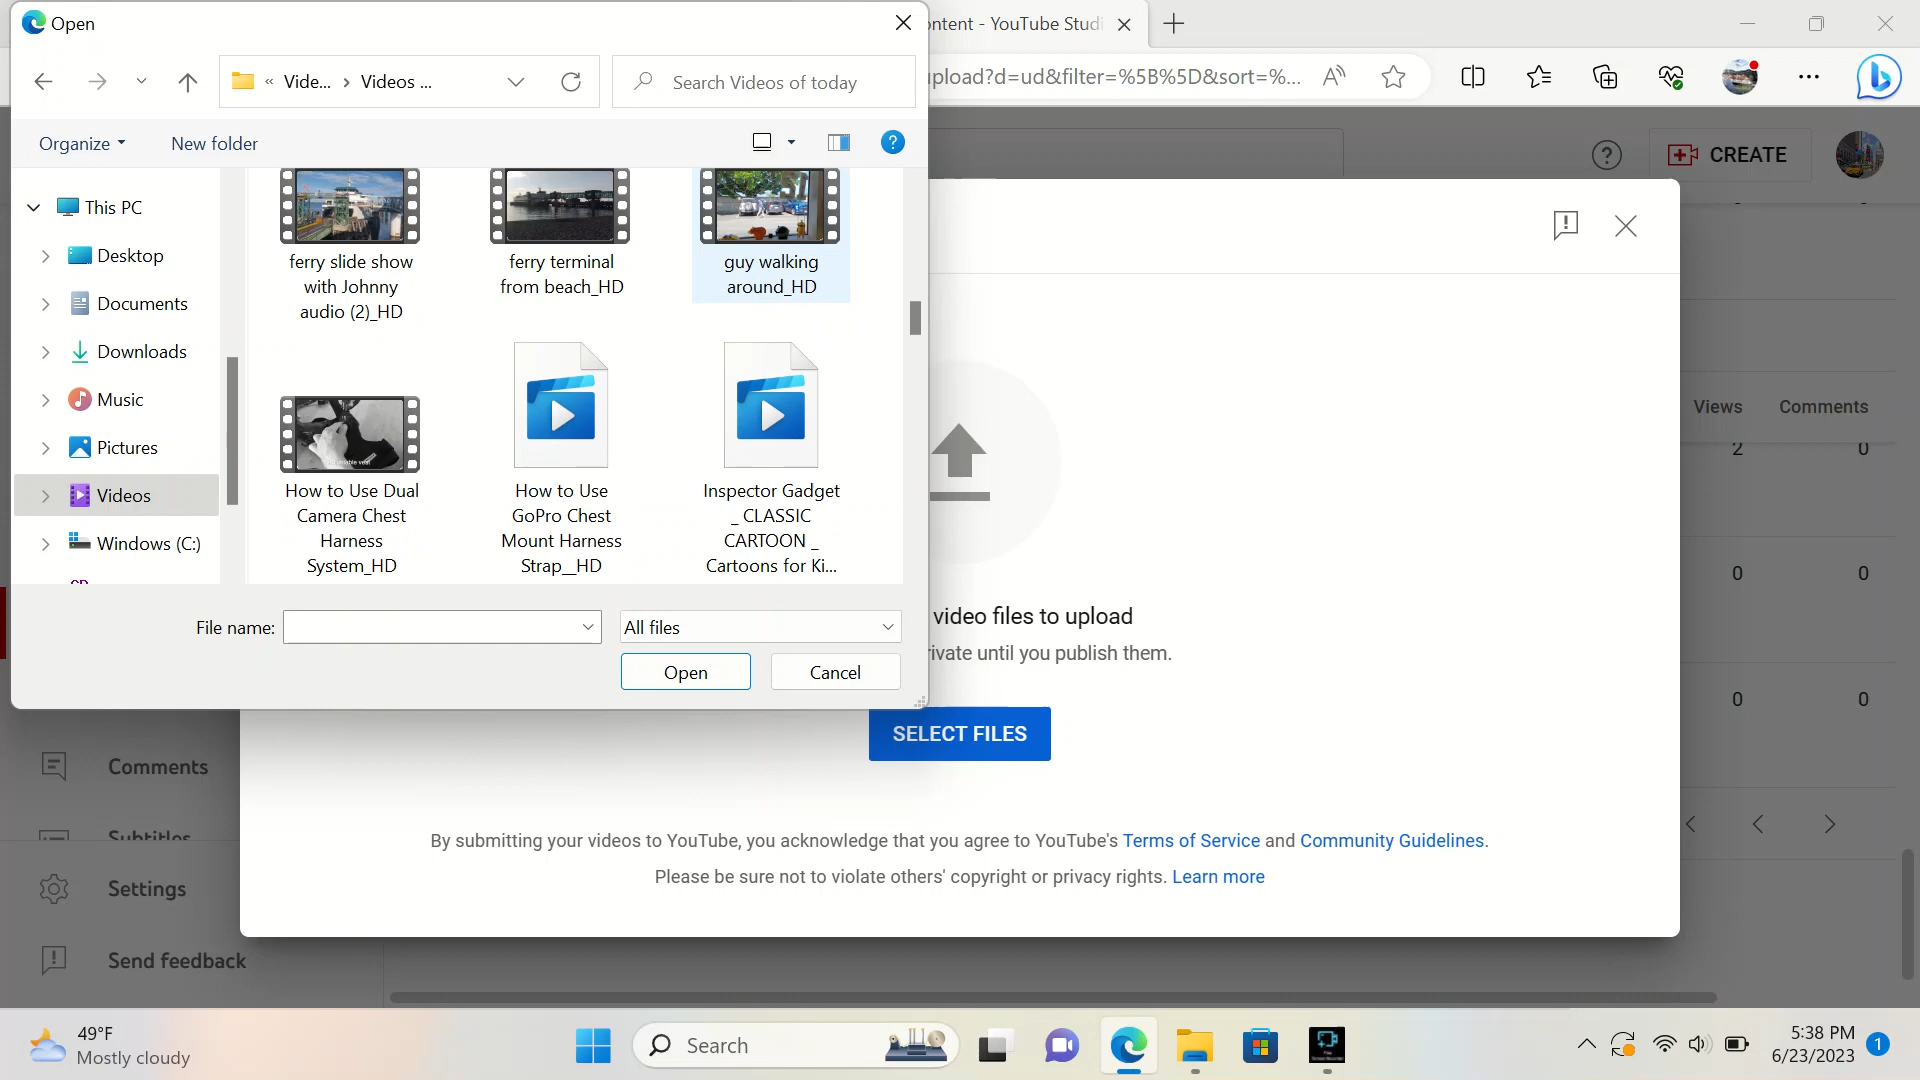 Open
ntent - YouTube Studi
« Vide... > Videos ...
Search Videos of today
pload?d=ud&filter=%5B%5D&sort=%...
Organize
New folder
CREATE
This PC
Desktop
Documents
Downloads
Music
Pictures
Videos
Windows (C:)
ferry slide show
with Johnny
audio (2)_HD
ferry terminal
from beach_HD
guy walking
around_HD
How to Use Dual
Camera Chest
Harness
System_HD
How to Use
GoPro Chest
Mount Harness
Strap__HD
Inspector Gadget
_ CLASSIC
CARTOON _
Cartoons for Ki...
Views
Comments
2
0
0
0
0
0
File name:
All files
Open
Cancel
video files to upload
ivate until you publish them.
SELECT FILES
By submitting your videos to YouTube, you acknowledge that you agree to YouTube's Terms of Service and Community Guidelines.
Please be sure not to violate others' copyright or privacy rights. Learn more
Comments
Subtitles
Settings
Send feedback
49°F
Mostly cloudy
Search
5:38 PM
6/23/2023
1